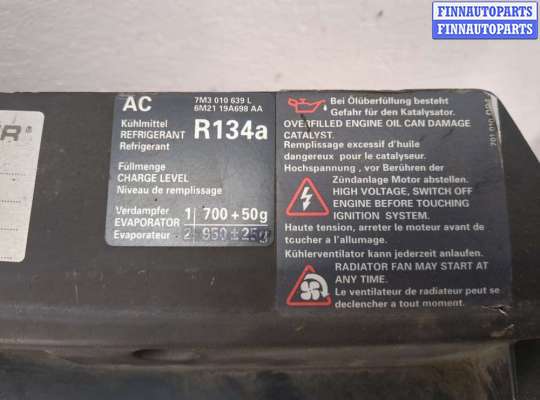 FINNAUTOPARTS
FINNAUTOPARTS
FINNAUTOPARTS
ER®
AC 7M3 010 639 L
6M21 19A698 AA
Kühlmittel
REFRIGERANT R134a
Refrigerant
Füllmenge
CHARGE LEVEL
Niveau de remplissage
Verdampfer 1 700 + 50g
EVAPORATOR
Evaporateur 2 950 ± 25g
Bei Ölüberfüllung besteht
Gefahr für den Katalysator.
OVERFILLED ENGINE OIL CAN DAMAGE
CATALYST.
Remplissage excessif d'huile
dangereux pour le catalyseur.
Hochspannung , vor Berühren der
Zündanlage Motor abstellen.
HIGH VOLTAGE, SWITCH OFF
ENGINE BEFORE TOUCHING
IGNITION SYSTEM.
Haute tension, arreter le moteur avant de
toucher a l'allumage.
Kühlerventilator kann jederzeit anlaufen.
RADIATOR FAN MAY START AT
ANY TIME.
Le ventilateur de radiateur peut se
declencher a tout moment.